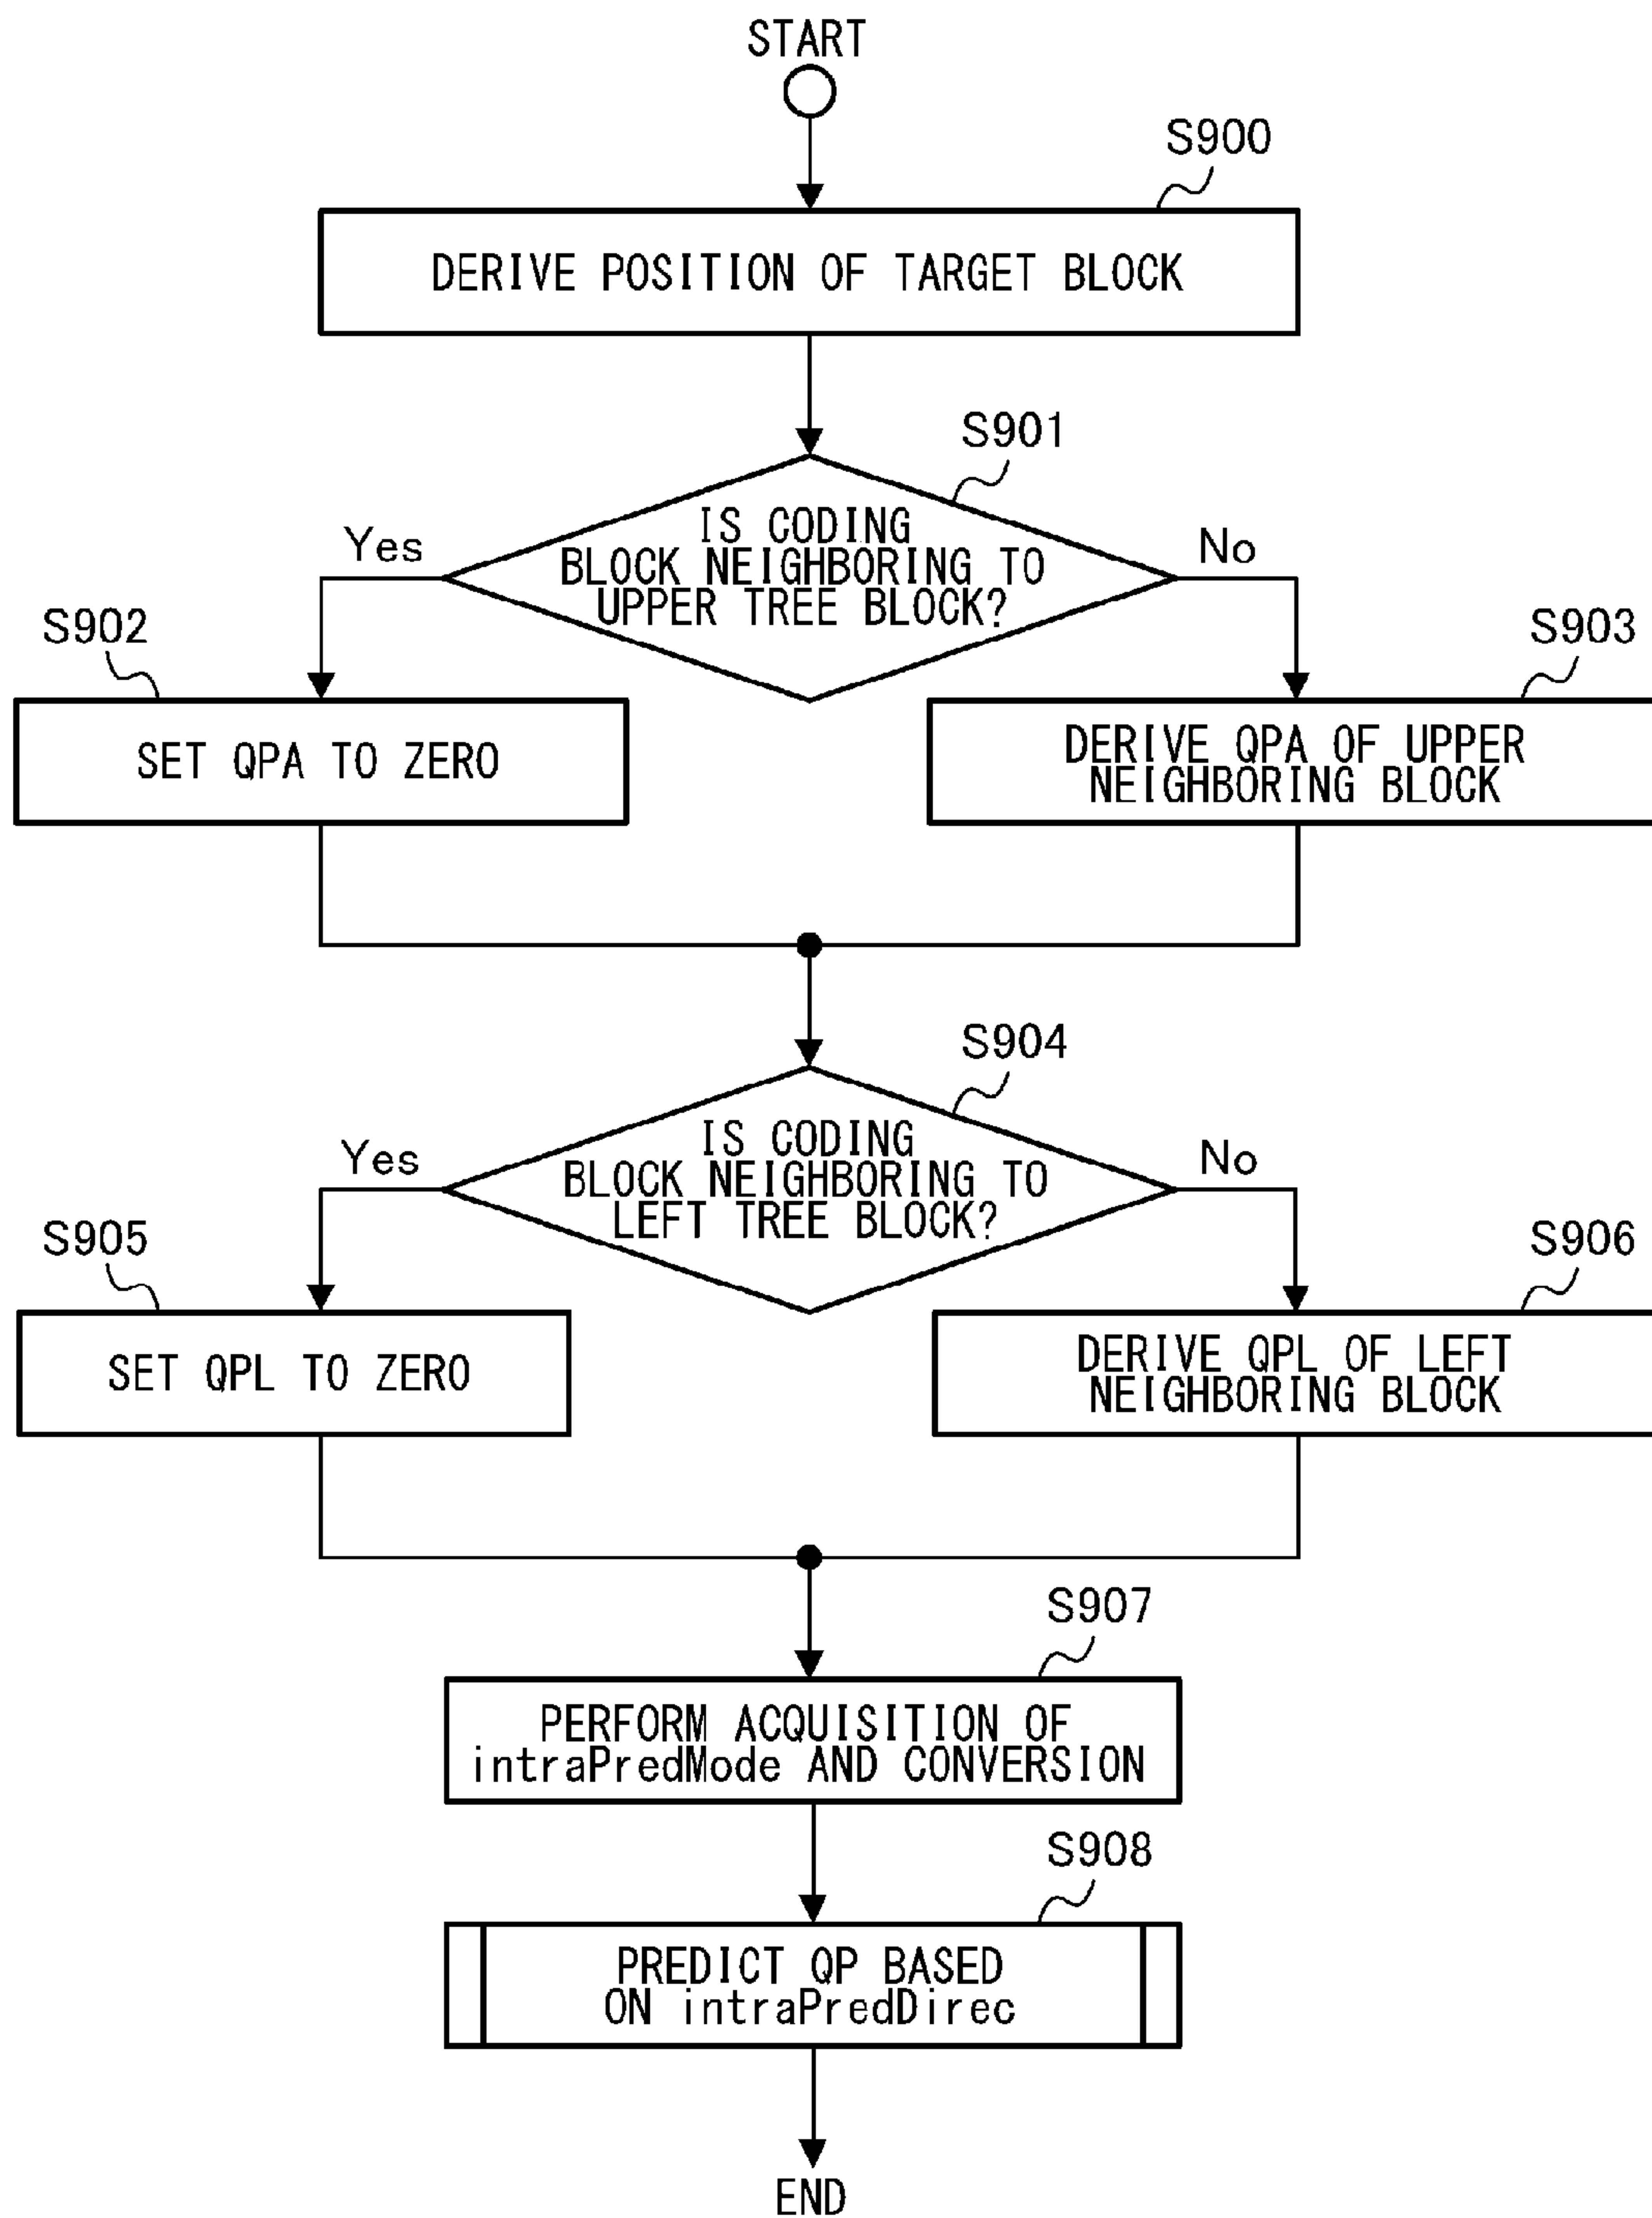 START
S900
DERIVE POSITION OF TARGET BLOCK
S901
IS CODING
BLOCK NEIGHBORING TO
UPPER TREE BLOCK?
Yes
No
S902
S903
SET QPA TO ZERO
DERIVE QPA OF UPPER
NEIGHBORING BLOCK
S904
IS CODING
BLOCK NEIGHBORING TO
LEFT TREE BLOCK?
Yes
No
S905
S906
SET QPL TO ZERO
DERIVE QPL OF LEFT
NEIGHBORING BLOCK
S907
PERFORM ACQUISITION OF
intraPredMode AND CONVERSION
S908
PREDICT QP BASED
ON intraPredDirec
END